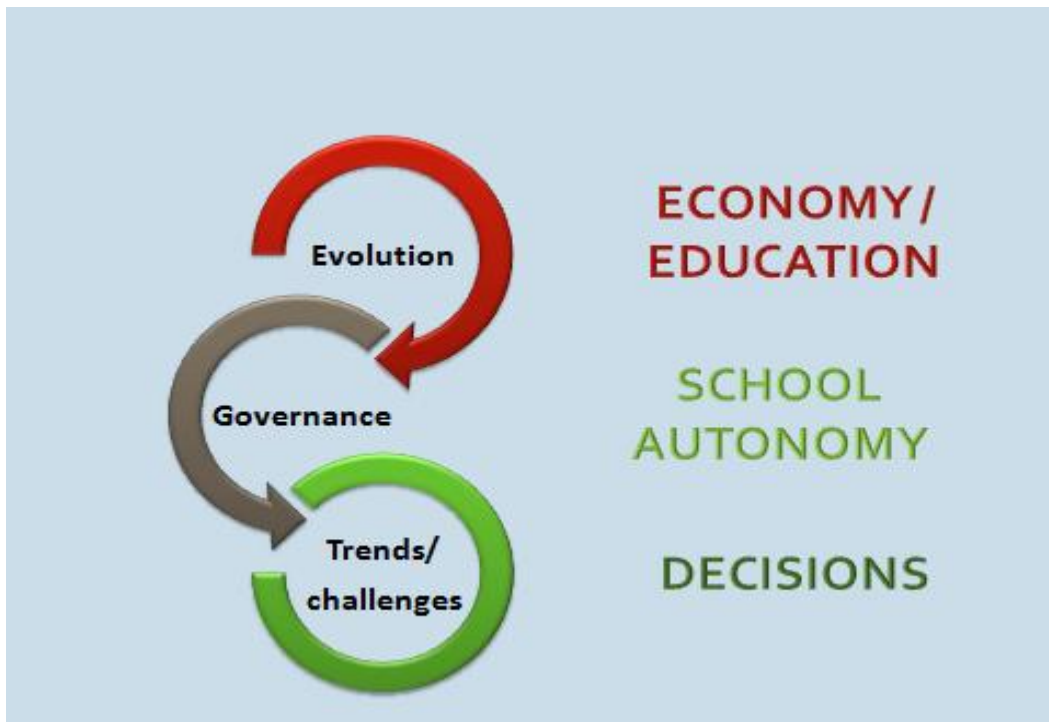 Evolution
ECONOMY/
EDUCATION
Governance
SCHOOL
AUTONOMY
Trends/
challenges
DECISIONS